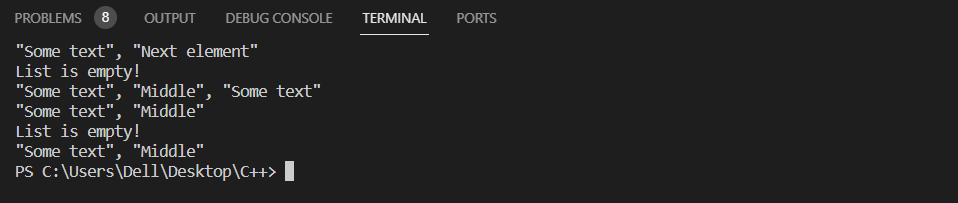 PROBLEMS 8 OUTPUT DEBUG CONSOLE TERMINAL PORTS
"Some text", "Next element"
List is empty!
"Some text", "Middle", "Some text"
"Some text", "Middle"
List is empty!
"Some text", "Middle"
PS C:\Users\Dell\Desktop\C++>